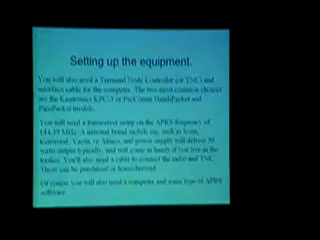 Setting up the equipment.
You will also need a Terminal Node Controller (or TNC) and
interface cable for the computer. The two most common choices
are the Kantronics KPC-3 or PacComm HandiPacket and
PicoPacket models.
You will need a transceiver setup on the APRS frequency of
144.39 MHz. A national brand mobile rig, such as Icom,
Kenwood, Yaesu, or Alinco, and power supply will deliver 50
watts output typically, and will come in handy if you live in the
You'll also need a cable to connect the radio and TNC.
These can be purchased or homebrewed.
Of course you will also need a computer and some type of APRS
software